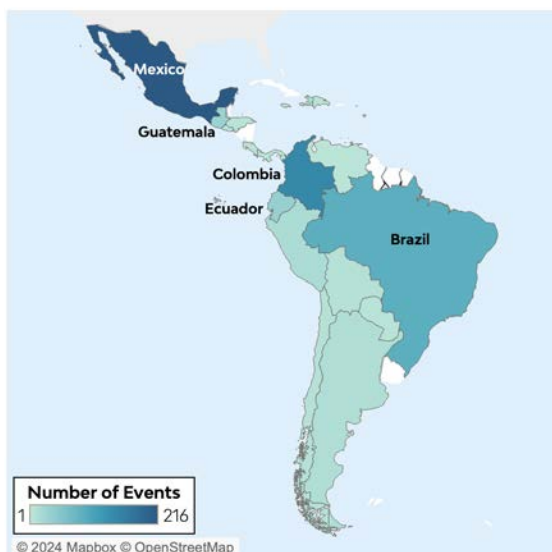 Mexico
Guatemala
Colombia
Ecuador
Brazil
Number of Events
1 216
© 2024 Mapbox © OpenStreetMap